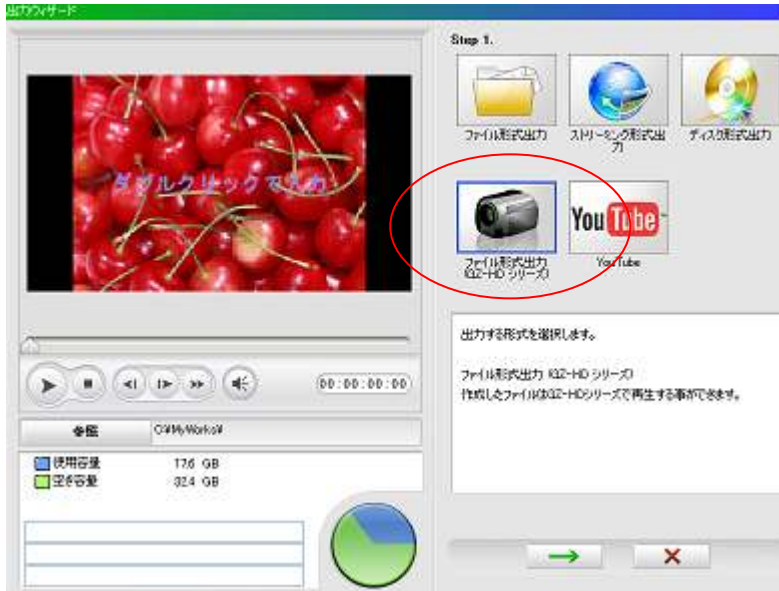 出力ウィザード
Step 1.
ファイル形式出力
ストリーミング形式出
力
ディスク形式出力
ダブルクリックで入力
ファイル形式出力
(GZ-HD シリーズ)
You Tube
YouTube
出力する形式を選択します。
ファイル形式出力 (GZ-HD シリーズ)
作成したファイルはGZ-HDシリーズで再生する事ができます。
00:00:00:00
参照
C:¥MyWorks¥
使用容量 17.6 GB
空き容量 32.4 GB